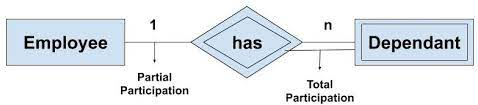 1
n
Employee
has
Dependant
Partial
Participation
Total
Participation